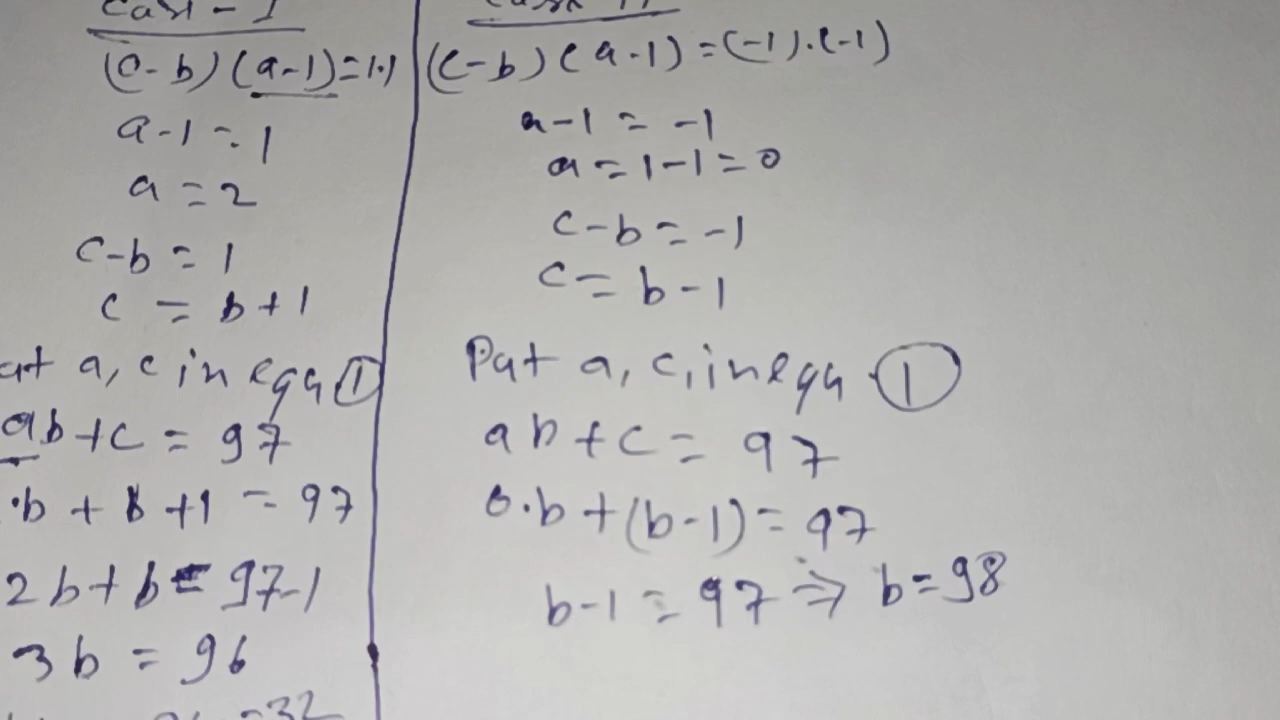 Case - I
(c-b)(a-1)=1.1
a-1 = 1
a = 2
c-b = 1
c = b+1
a, c in eqn ①
ab+c = 97
.b + b +1 = 97
2b+b = 97-1
3b = 96
=32
(c-b)(a-1)=(-1).(-1)
a-1 = -1
a = 1-1 = 0
c-b = -1
c = b-1
Put a, c, in eqn ①
ab+c = 97
0.b+(b-1) = 97
b-1 = 97 ⇒ b=98